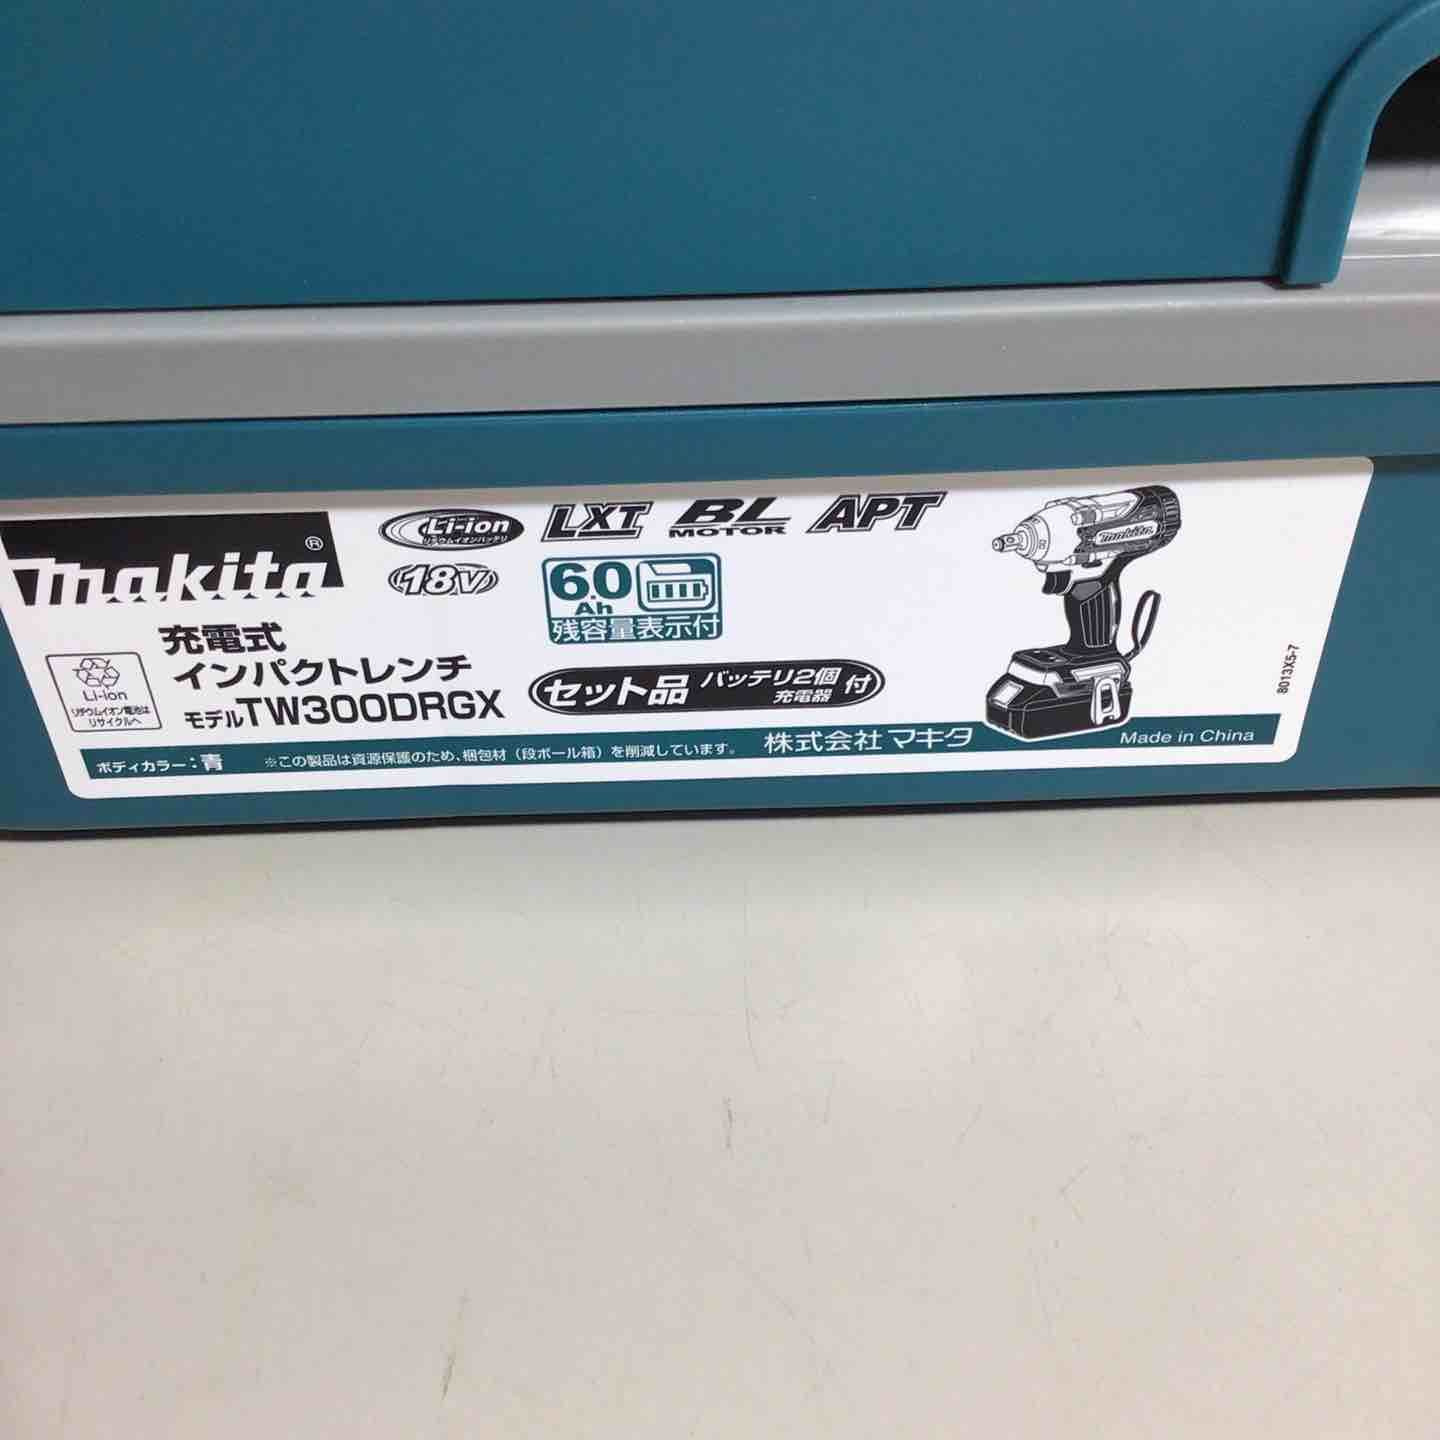 makita®
Li-ion
リチウムイオンバッテリ
LXT
BL
MOTOR
APT
18V
6.0
Ah
残容量表示付
充電式
インパクトレンチ
モデルTW300DRGX
Li-ion
リチウムイオン電池は
リサイクルへ
セット品 バッテリ2個
充電器
付
makita
8013X5-7
ボディカラー:青 ※この製品は資源保護のため、梱包材(段ボール箱)を削減しています。 株式会社マキタ Made in China